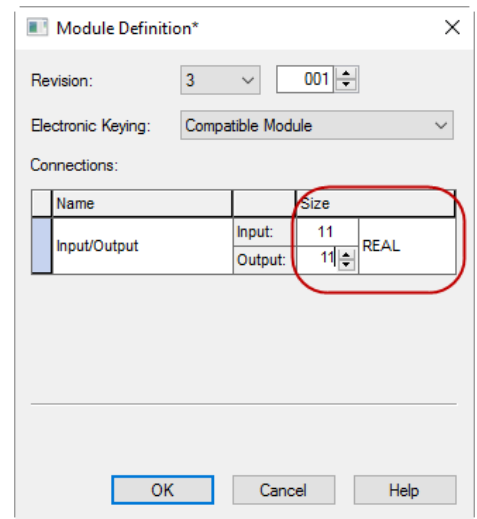 Module Definition*
Revision: 3 001
Electronic Keying: Compatible Module
Connections:
Name Size
Input/Output Input: 11 REAL
Output: 11
OK Cancel Help